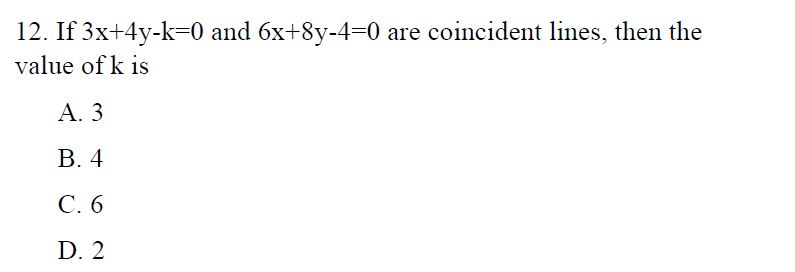 12. If 3x+4y-k=0 and 6x+8y-4=0 are coincident lines, then the
value of k is
A. 3
B. 4
C. 6
D. 2